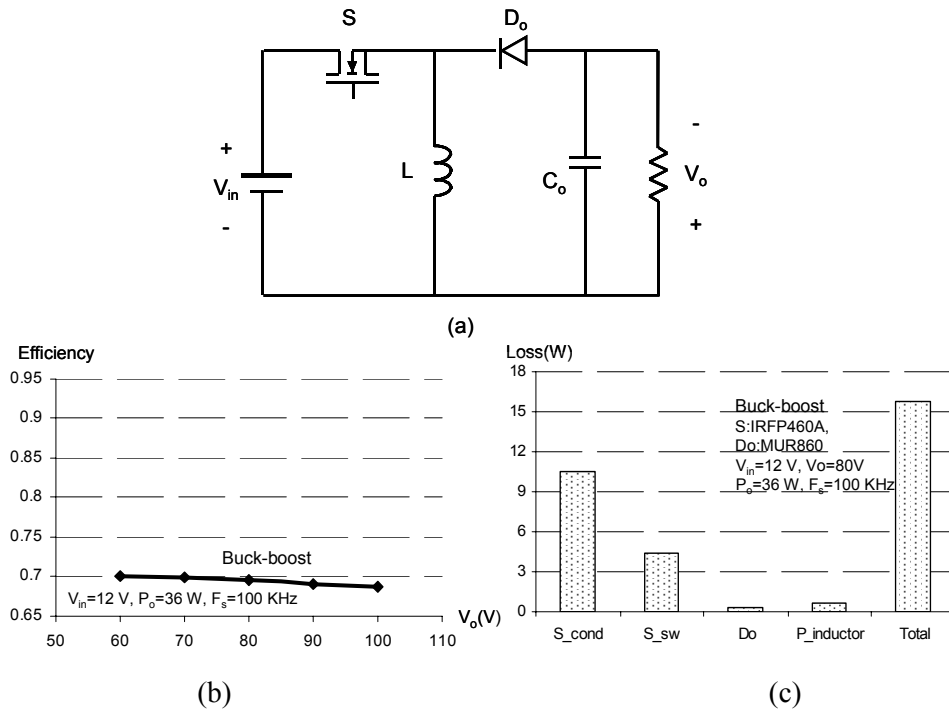 S
Dₒ
+
Vᵢₙ
-
L
Cₒ
-
Vₒ
+
(a)
Efficiency
0.95
0.9
0.85
0.8
0.75
0.7
0.65
Buck-boost
Vᵢₙ=12 V, Pₒ=36 W, Fₛ=100 KHz
50 60 70 80 90 100 110
Vₒ(V)
(b)
Loss(W)
18
15
12
9
6
3
0
Buck-boost
S:IRFP460A,
Do:MUR860
Vᵢₙ=12 V, Vo=80V
Pₒ=36 W, Fₛ=100 KHz
S_cond S_sw Do P_inductor Total
(c)